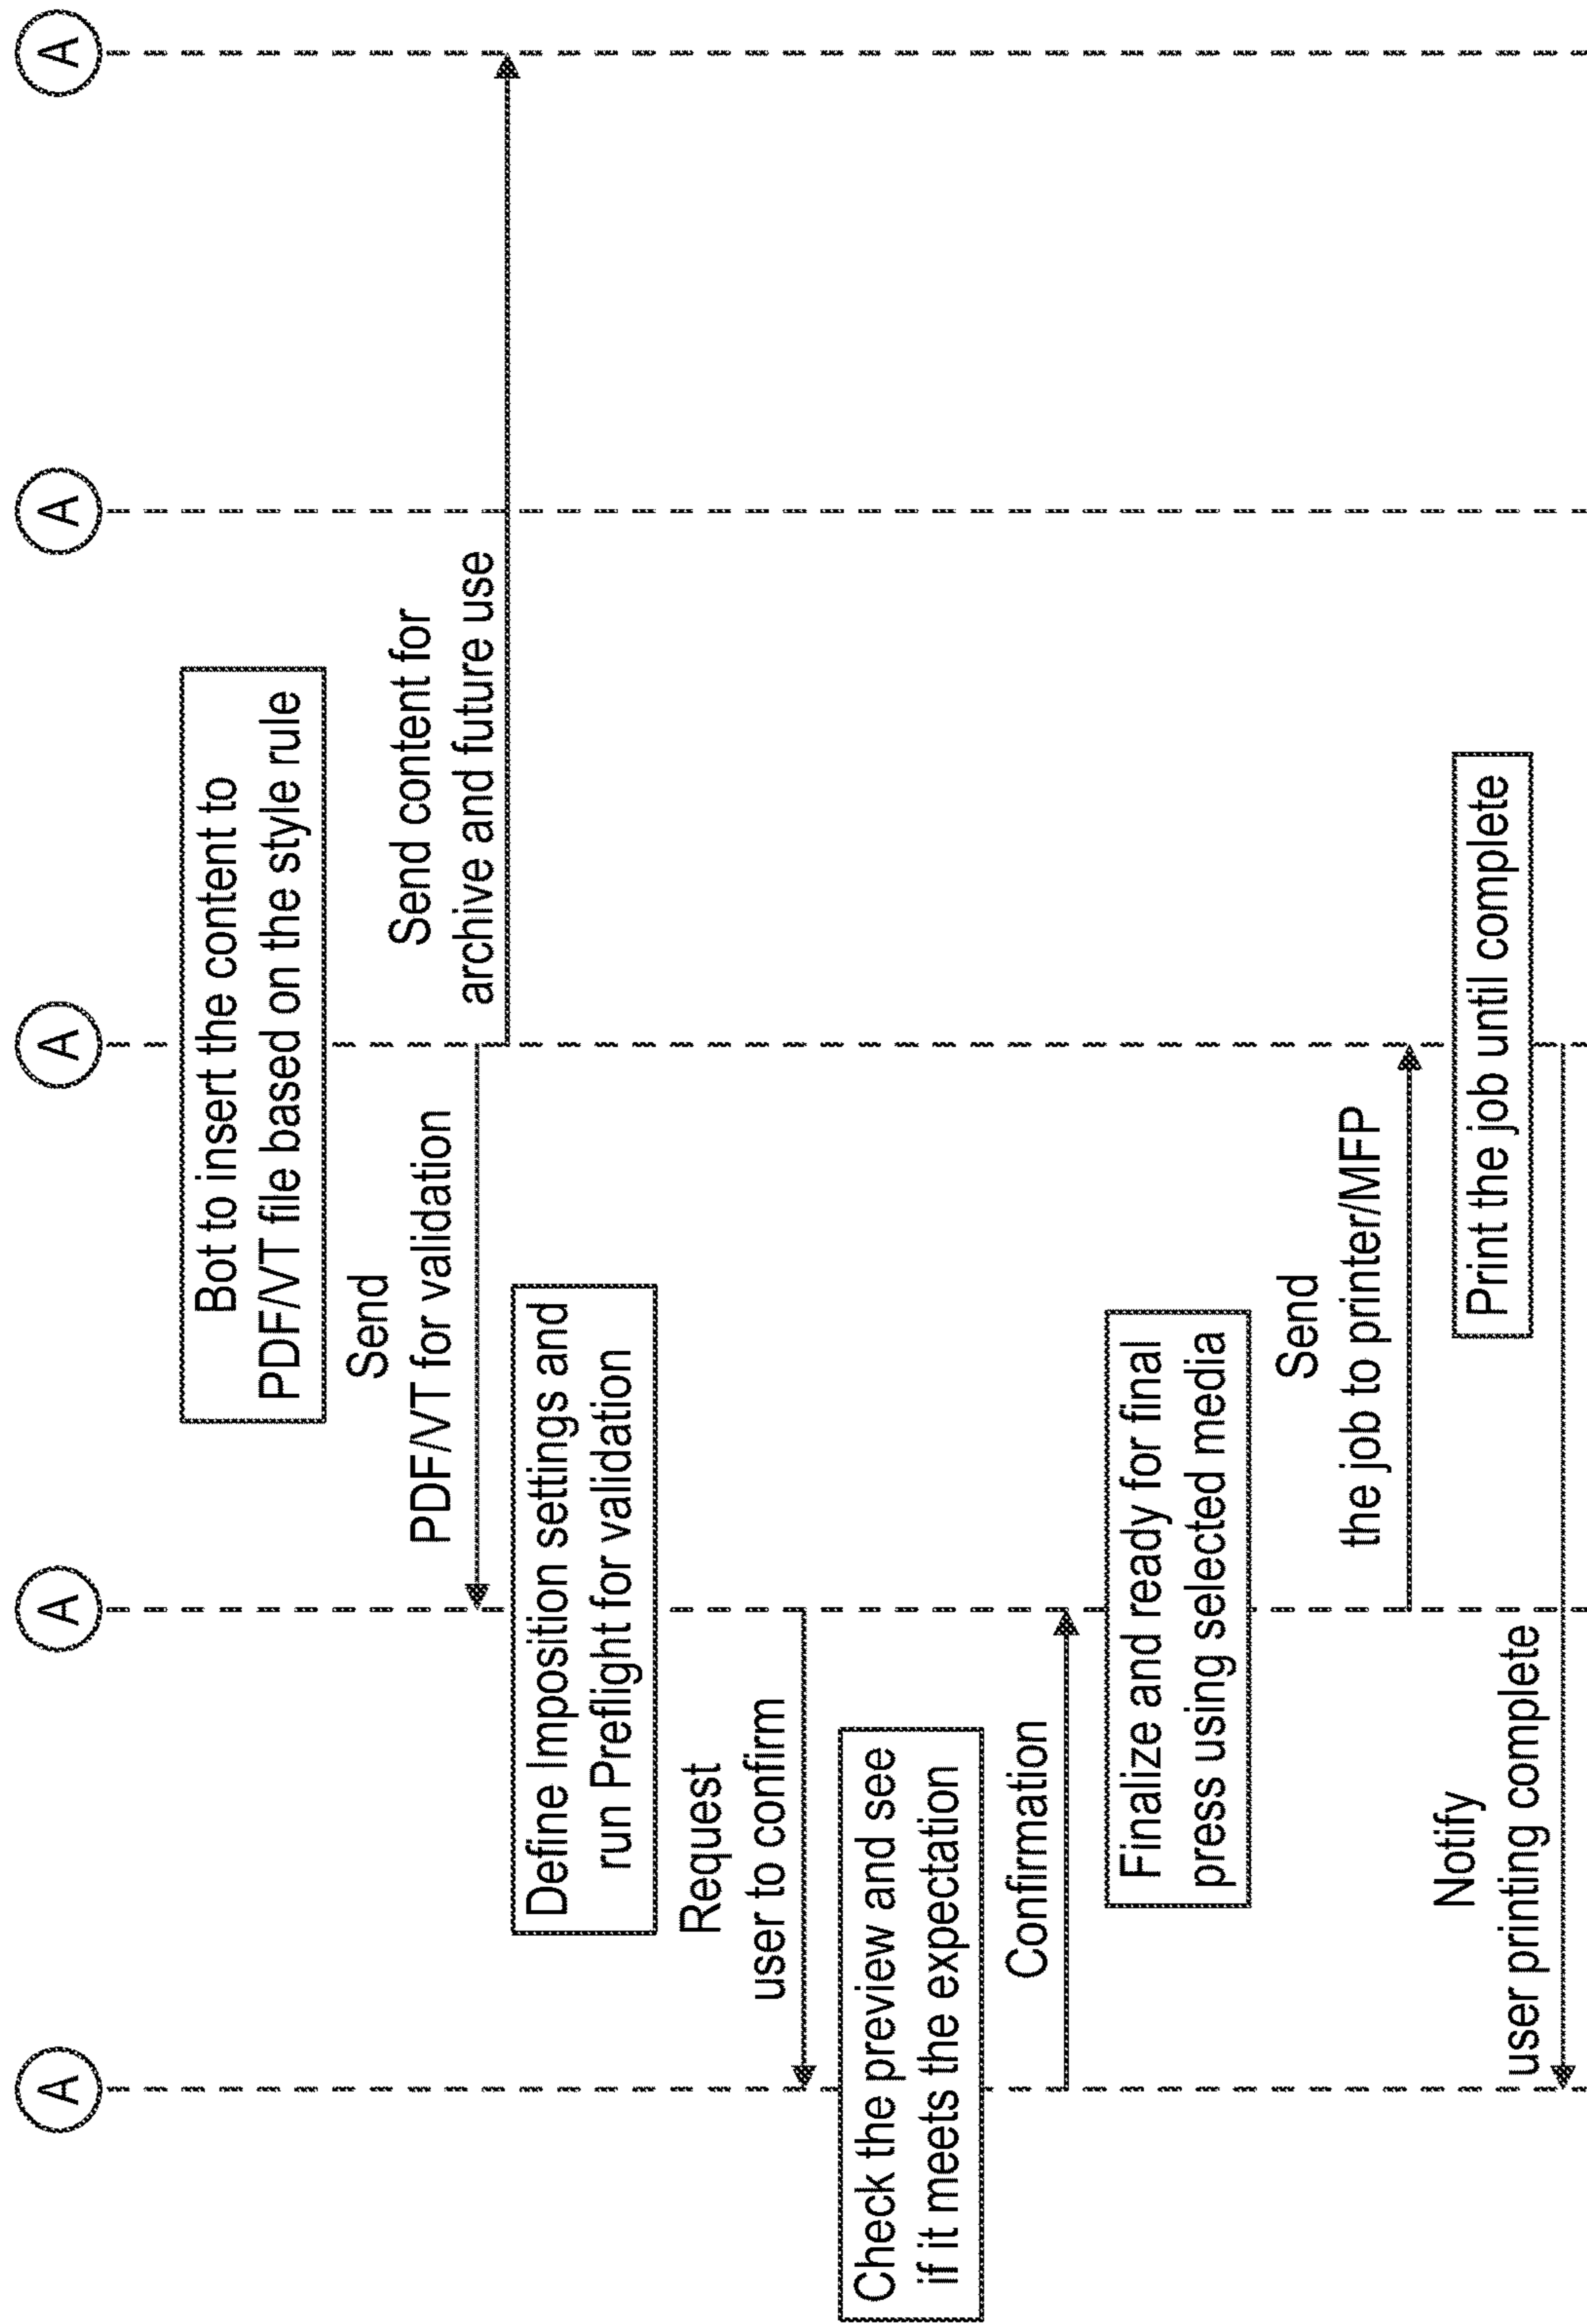 A
A
A
A
A
Bot to insert the content to
PDF/VT file based on the style rule
Send
PDF/VT for validation
Send content for
archive and future use
Define Imposition settings and
run Preflight for validation
Request
user to confirm
Check the preview and see
if it meets the expectation
Confirmation
Finalize and ready for final
press using selected media
Send
the job to printer/MFP
Print the job until complete
Notify
user printing complete